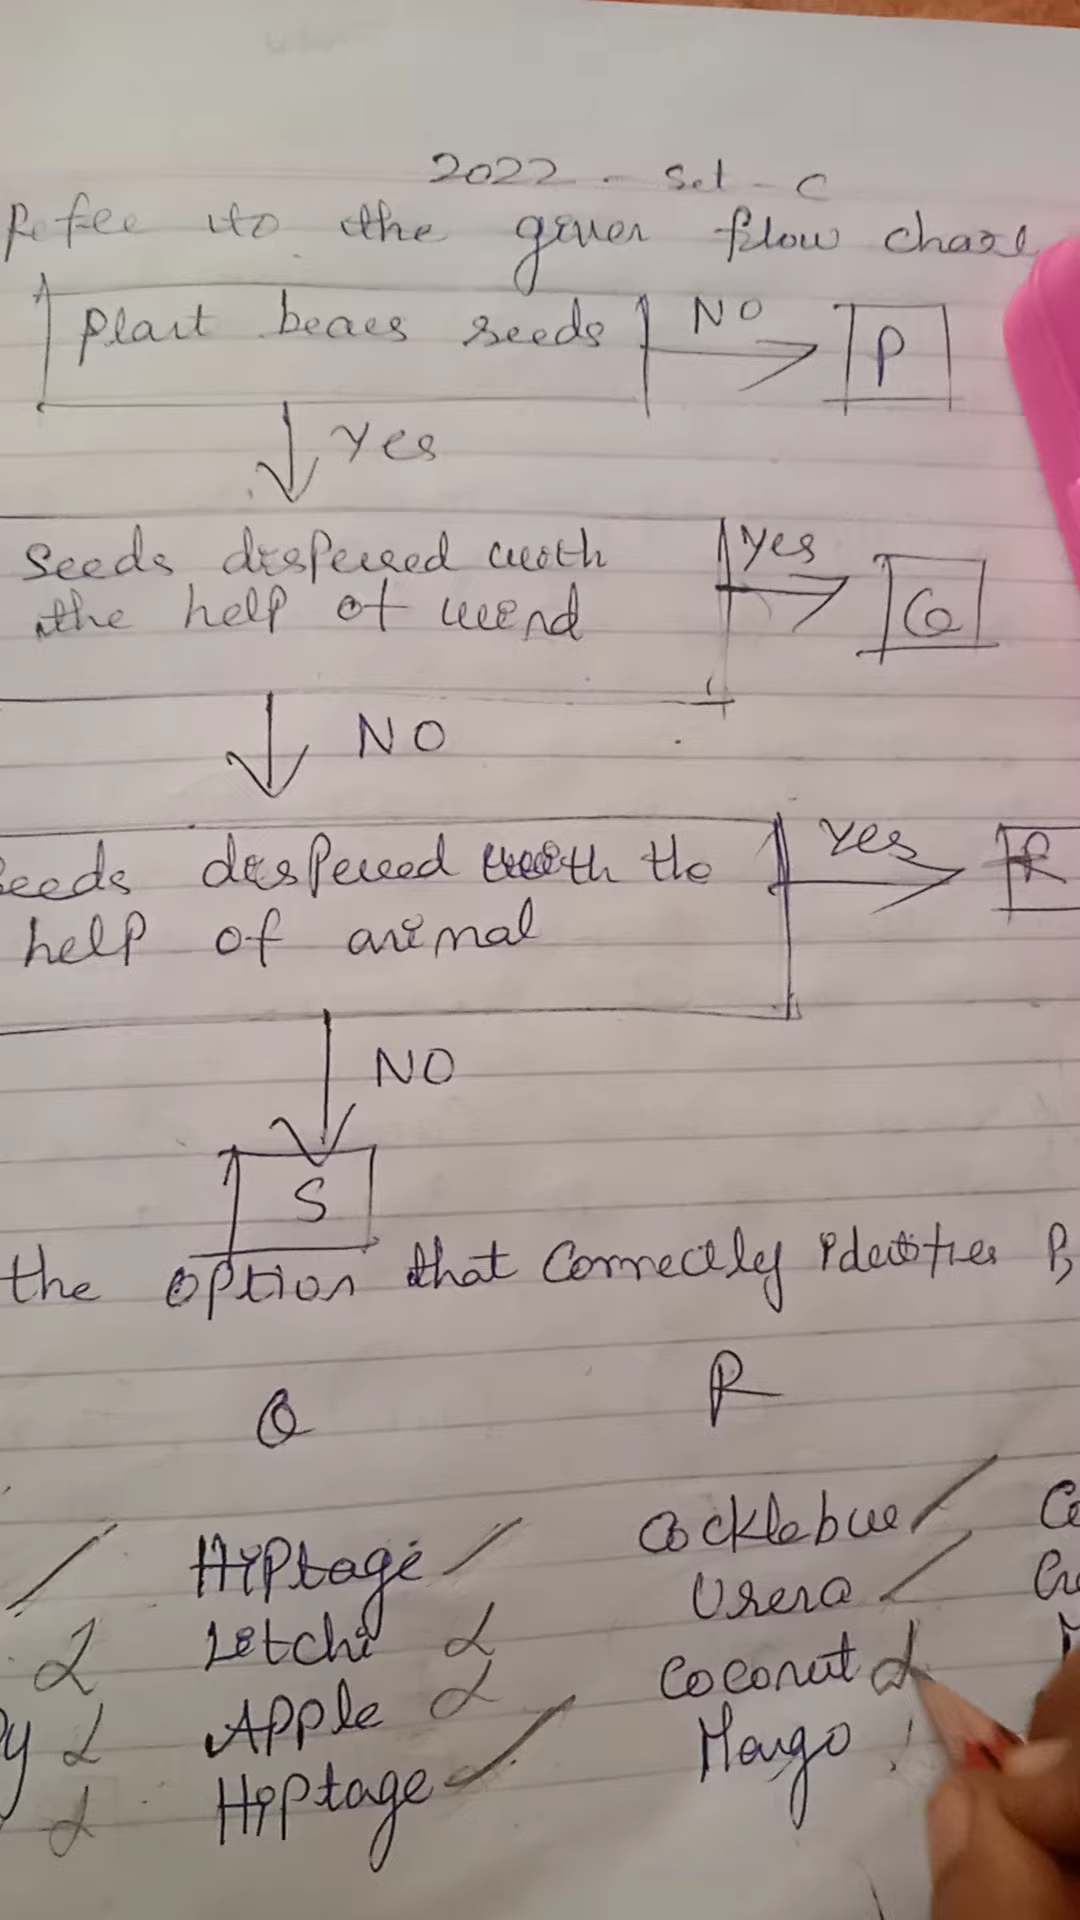 2022 - Set - C
Refer to the given flow chart
Plant bears seeds NO P
Yes
Seeds dispersed with Yes Q
the help of wind
NO
eeds dispersed with the Yes R
help of animal
NO
S
the option that correctly identifies P,
Q R
Hiptage Cocklebur
Litchi Urena
Apple Coconut
Hiptage Mango